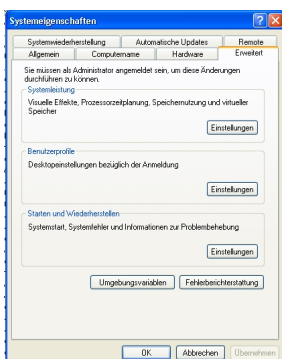 Systemeigenschaften
Systemwiederherstellung Automatische Updates Remote
Allgemein Computername Hardware Erweitert
Sie müssen als Administrator angemeldet sein, um diese Änderungen
durchführen zu können.
Systemleistung
Visuelle Effekte, Prozessorzeitplanung, Speichernutzung und virtueller
Speicher
Einstellungen
Benutzerprofile
Desktopeinstellungen bezüglich der Anmeldung
Einstellungen
Starten und Wiederherstellen
Systemstart, Systemfehler und Informationen zur Problembehebung
Einstellungen
Umgebungsvariablen Fehlerberichterstattung
OK Abbrechen Übernehmen